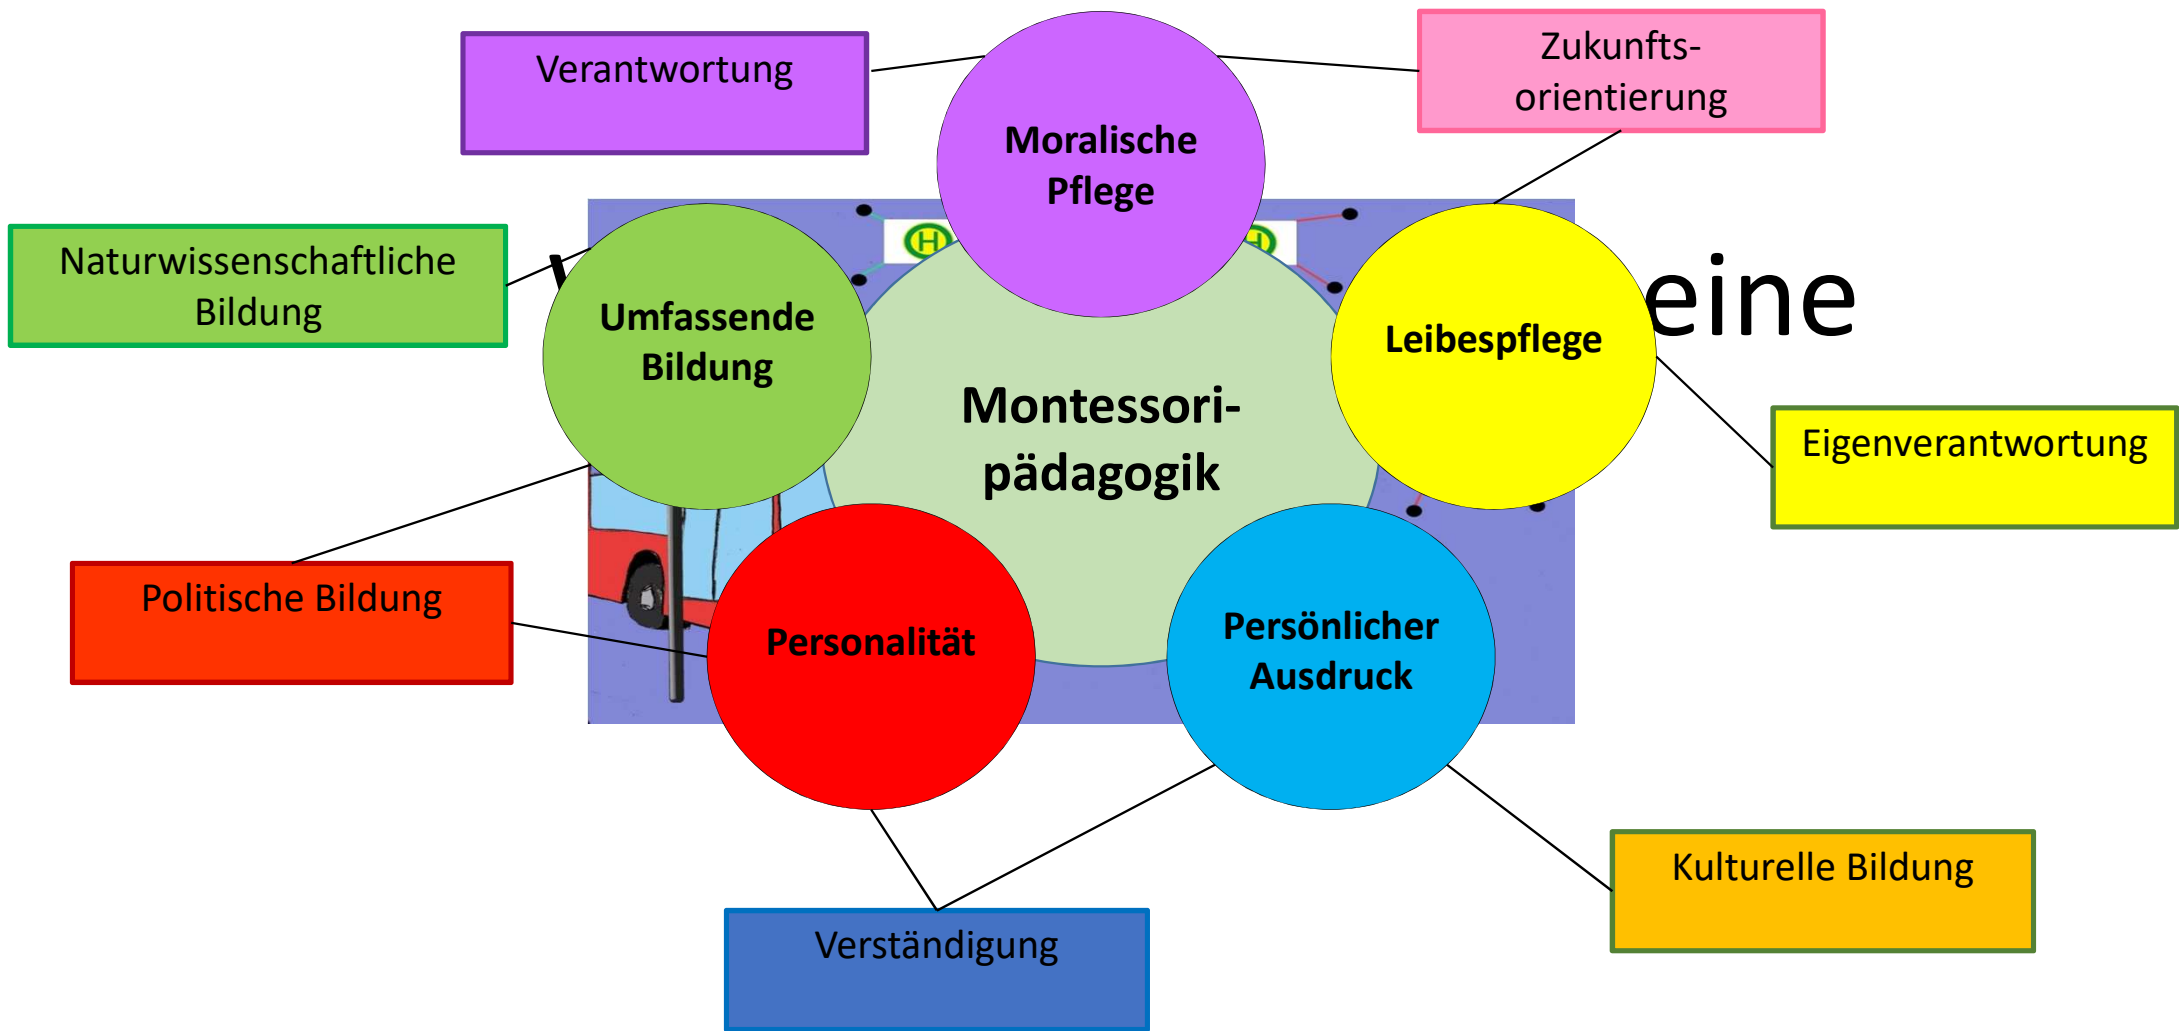 Verantwortung
Zukunfts-
orientierung
Moralische
Pflege
H
H
Naturwissenschaftliche
Bildung
eine
Umfassende
Bildung
Leibespflege
Montessori-
pädagogik
Eigenverantwortung
Politische Bildung
Personalität
Persönlicher
Ausdruck
Kulturelle Bildung
Verständigung